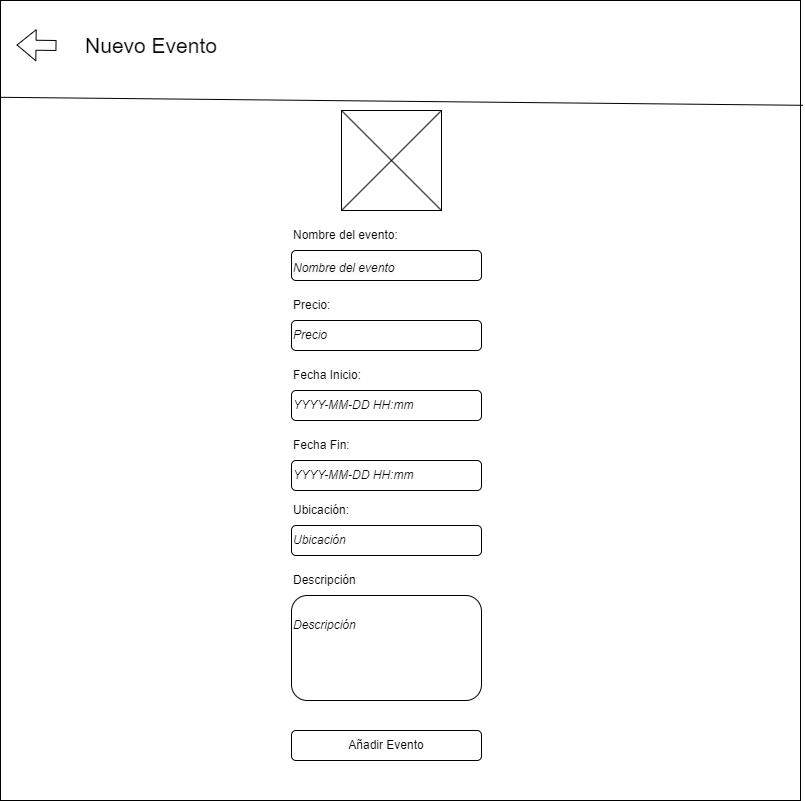 Nuevo Evento
Nombre del evento:
Nombre del evento
Precio:
Precio
Fecha Inicio:
YYYY-MM-DD HH:mm
Fecha Fin:
YYYY-MM-DD HH:mm
Ubicación:
Ubicación
Descripción
Descripción
Añadir Evento